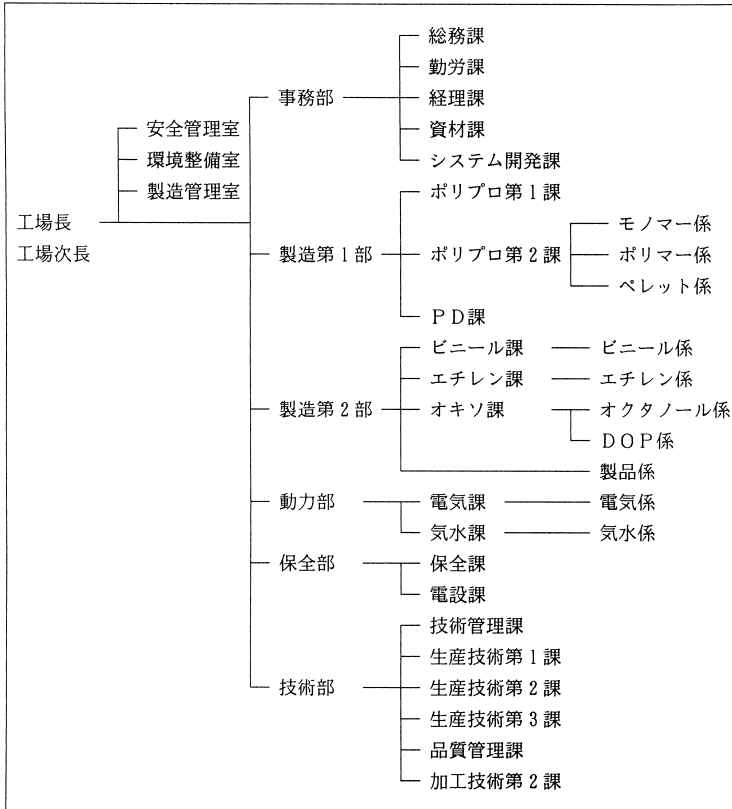 総務課
勤労課
事務部 経理課
安全管理室 資材課
環境整備室 システム開発課
製造管理室 ポリプロ第1課
工場長 モノマー係
工場次長 製造第1部 ポリプロ第2課 ポリマー係
ペレット係
PD課
ビニール課 ビニール係
エチレン課 エチレン係
製造第2部 オキソ課 オクタノール係
DOP係
製品係
動力部 電気課 電気係
気水課 気水係
保全部 保全課
電設課
技術管理課
生産技術第1課
技術部 生産技術第2課
生産技術第3課
品質管理課
加工技術第2課